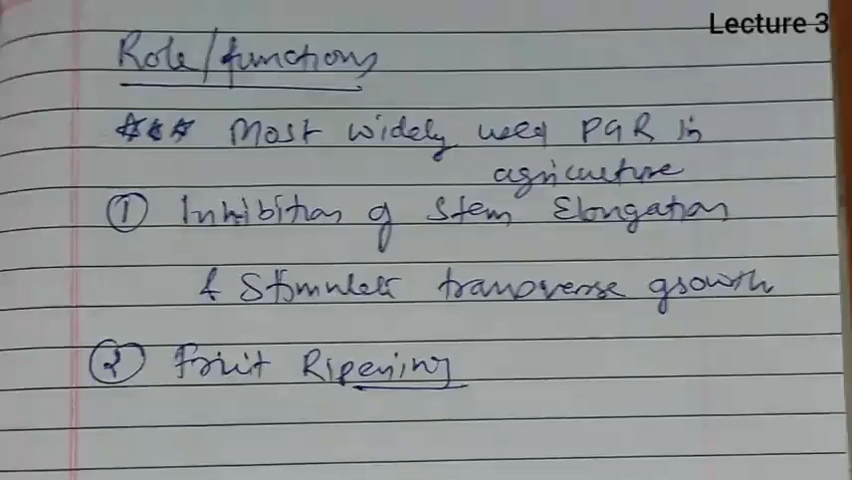 Lecture 3
Role/functions
*** Most widely used PGR in
agriculture
① Inhibition of Stem Elongation
& Stimulate transverse growth
② Fruit Ripening